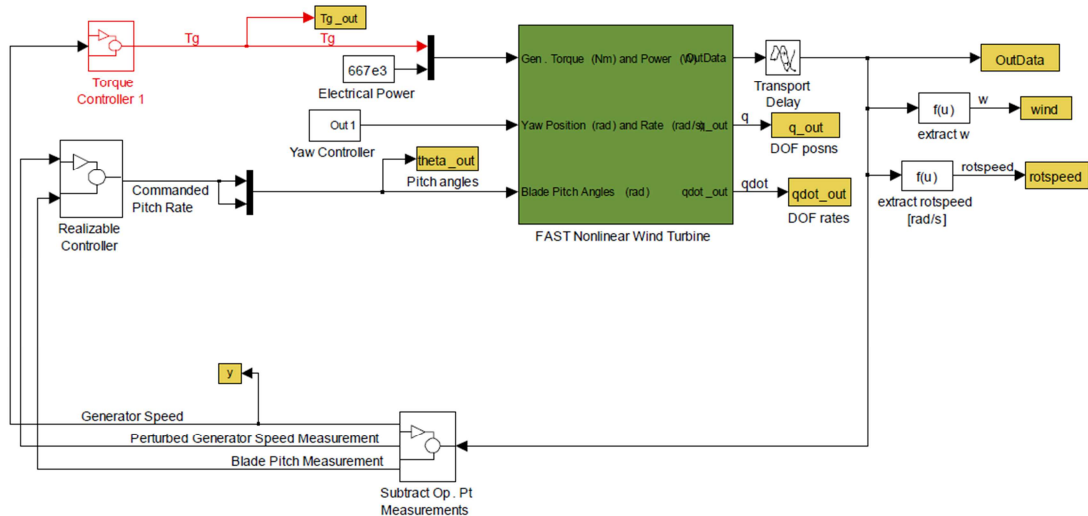 Tg_out
Tg
Tg
Torque
Controller 1
667e3
Electrical Power
Gen. Torque (Nm) and Power (W)
OutData
Transport
Delay
OutData
f(u)
w
wind
extract w
Out1
Yaw Controller
Yaw Position (rad) and Rate (rad/s)
q_out
q
q_out
DOF posns
theta_out
Pitch angles
Commanded
Pitch Rate
Realizable
Controller
Blade Pitch Angles (rad)
qdot_out
qdot
qdot_out
DOF rates
f(u)
rotspeed
rotspeed
extract rotspeed
[rad/s]
FAST Nonlinear Wind Turbine
y
Generator Speed
Perturbed Generator Speed Measurement
Blade Pitch Measurement
Subtract Op. Pt
Measurements